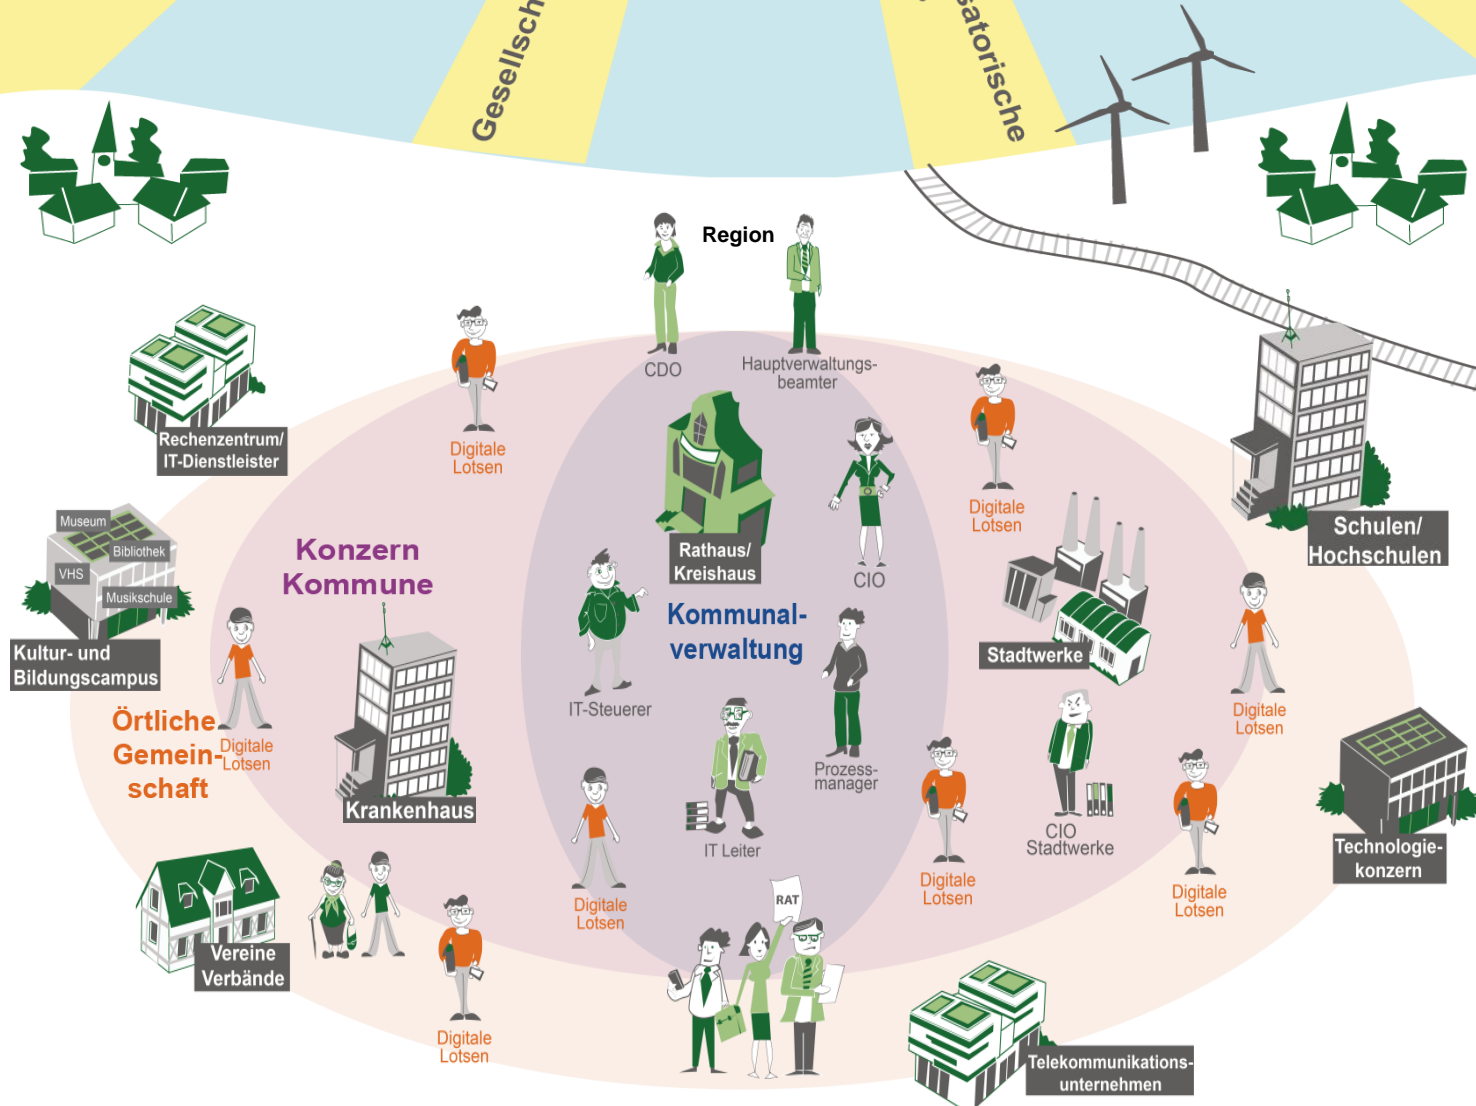 Gesellsch
satorische
Region
CDO
Hauptverwaltungs-
beamter
Rechenzentrum/
IT-Dienstleister
Digitale
Lotsen
Digitale
Lotsen
Rathaus/
Kreishaus
CIO
Schulen/
Hochschulen
Museum
Bibliothek
VHS
Musikschule
Kultur- und
Bildungscampus
Konzern
Kommune
Kommunal-
verwaltung
Stadtwerke
IT-Steuerer
Örtliche
Gemein-
schaft
Digitale
Lotsen
Digitale
Lotsen
Krankenhaus
Prozess-
manager
IT Leiter
CIO
Stadtwerke
Technologie-
konzern
Digitale
Lotsen
Digitale
Lotsen
Digitale
Lotsen
RAT
Vereine
Verbände
Digitale
Lotsen
Telekommunikations-
unternehmen